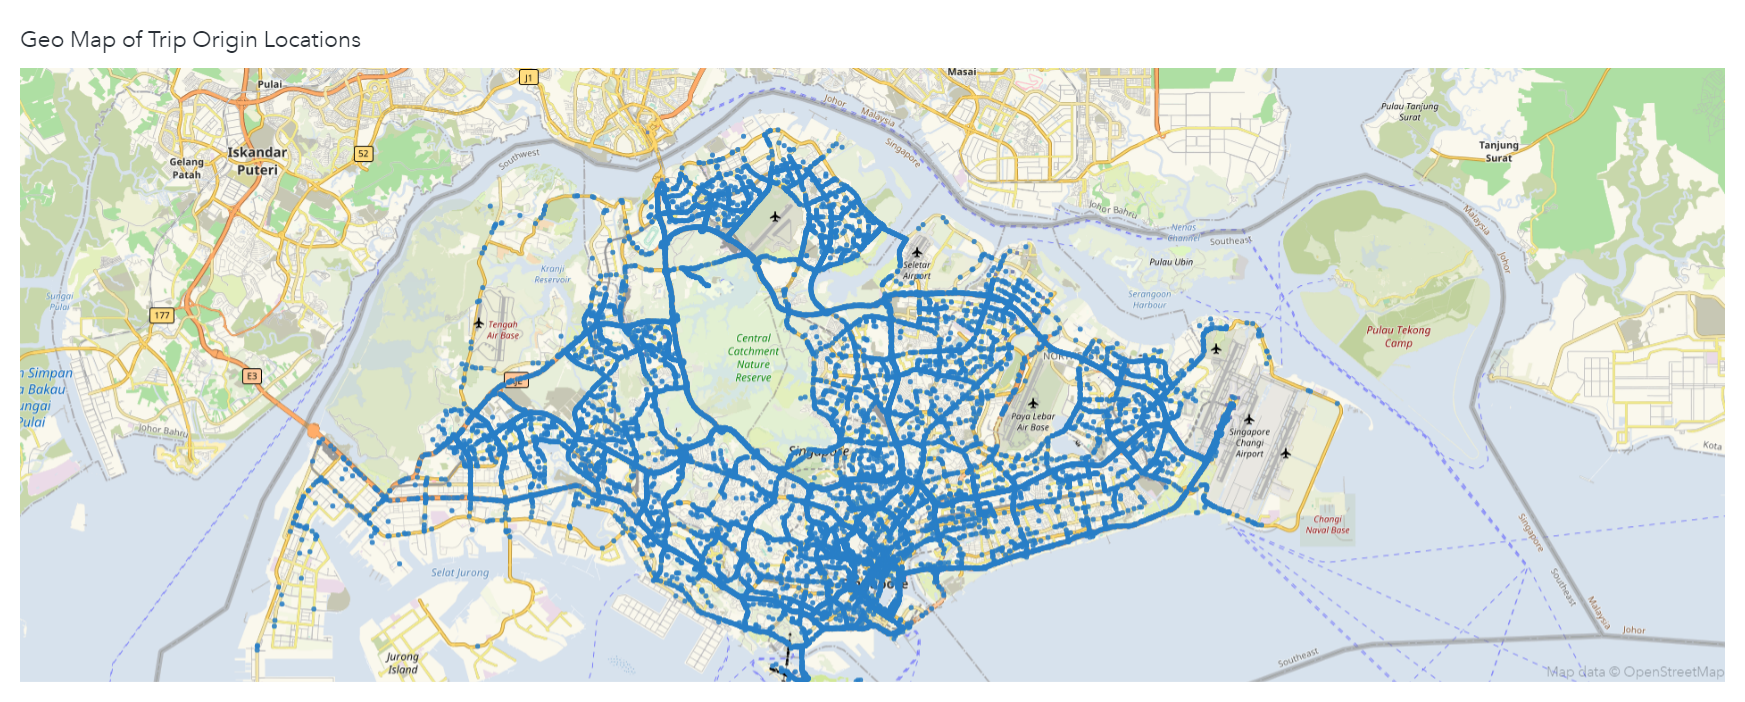 Geo Map of Trip Origin Locations
Pulai
J1
Masai
Johor
Malaysia
Singapore
Pulau Tanjung
Surat
Tanjung
Surat
52
Iskandar
Puteri
Gelang
Patah
Southwest
Johor Bahru
Nenas
Channel
Southeast
Malaysia
Johor
Pulau Ubin
Seletar
Airport
Kranji
Reservoir
Serangoon
Harbour
Sungai
Pulai
177
Tengah
Air Base
Pulau Tekong
Camp
Central
Catchment
Nature
Reserve
n Simpan
a Bakau
ungai
Pulai
E3
Paya Lebar
Air Base
Singapore
Changi
Airport
Johor Bahru
Singapore
Kota
Changi
Naval Base
Singapore
Southeast
Selat Jurong
Malaysia
Johor
Jurong
Island
Southeast
Map data © OpenStreetMap